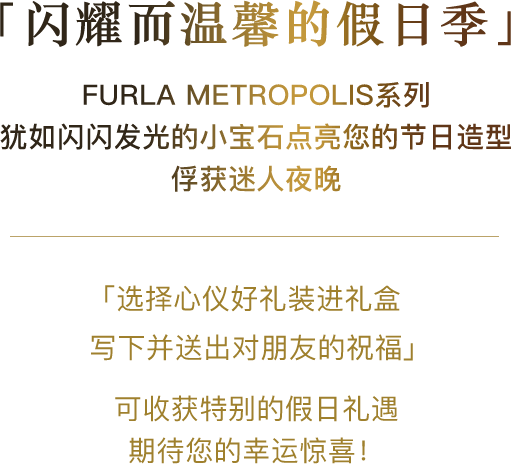 「闪耀而温馨的假日季」
FURLA METROPOLIS系列
犹如闪闪发光的小宝石点亮您的节日造型
俘获迷人夜晚
「选择心仪好礼装进礼盒
写下并送出对朋友的祝福」
可收获特别的假日礼遇
期待您的幸运惊喜！